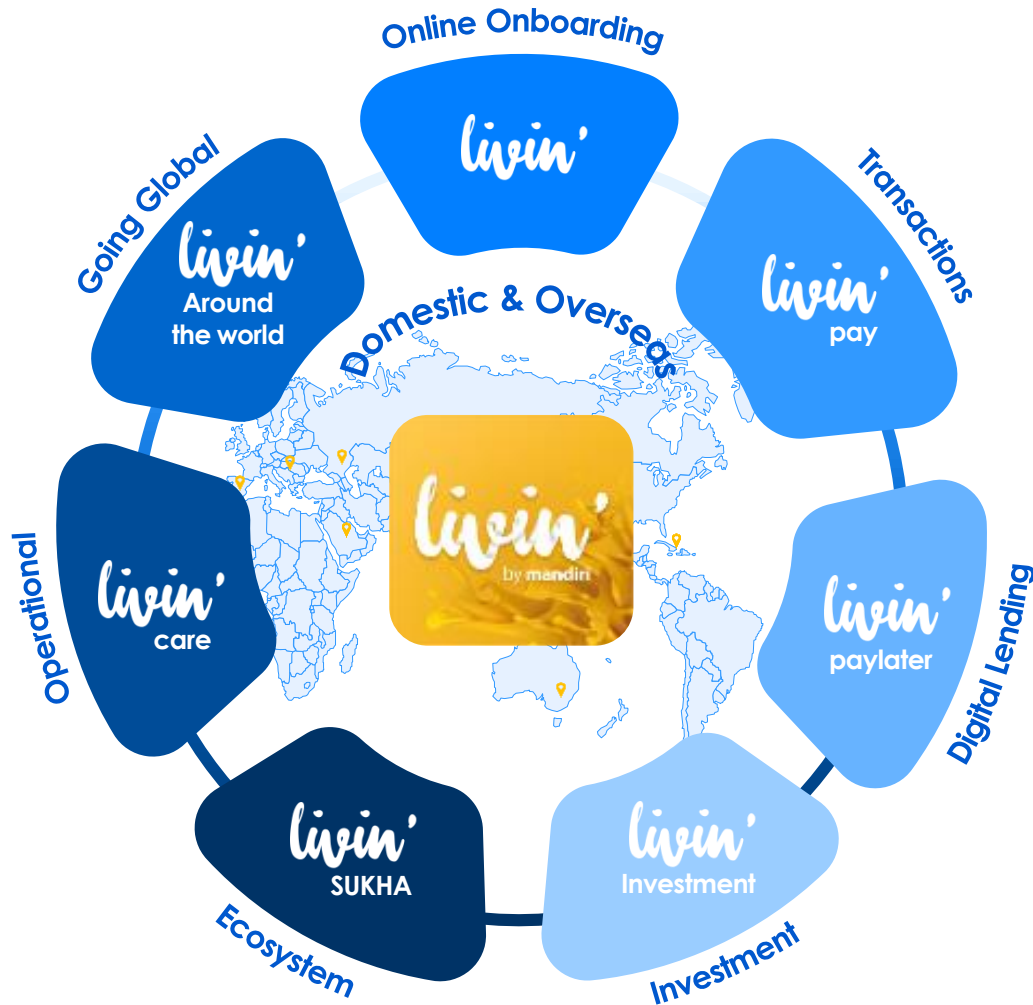 Online Onboarding
livin'
Transactions
livin'
pay
Digital Lending
livin'
paylater
Investment
livin'
Investment
Ecosystem
livin'
SUKHA
Operational
livin'
care
Going Global
livin'
Around
the world
Domestic & Overseas
livin'
by mandiri